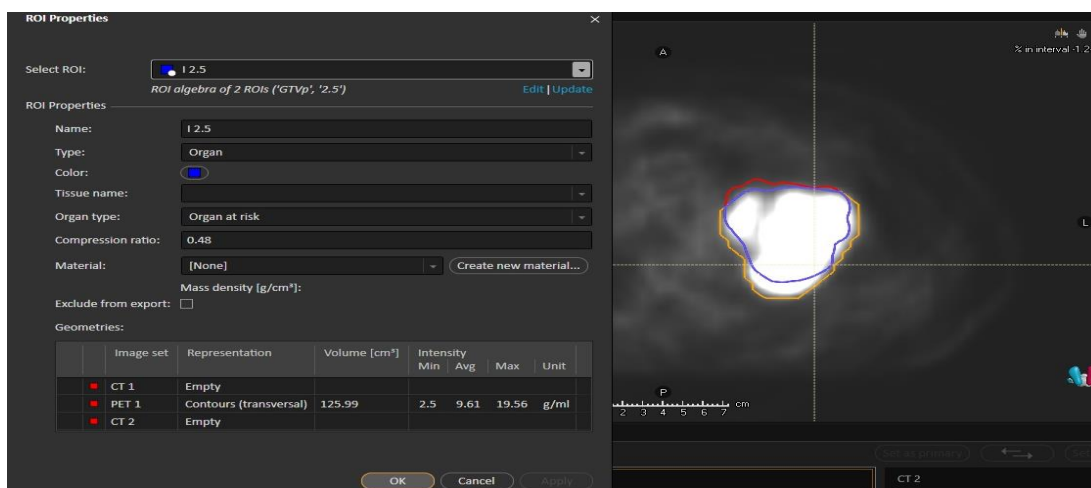 ROI Properties
Select ROI: I 2.5
ROI algebra of 2 ROIs ('GTVp', '2.5') Edit | Update
ROI Properties
Name: I 2.5
Type: Organ
Color:
Tissue name:
Organ type: Organ at risk
Compression ratio: 0.48
Material: [None] Create new material...
Mass density [g/cm³]:
Exclude from export:
Geometries:
Image set Representation Volume [cm³] Intensity
Min Avg Max Unit
CT 1 Empty
PET 1 Contours (transversal) 125.99 2.5 9.61 19.56 g/ml
CT 2 Empty
OK Cancel Apply
A
% in interval -1.2
L
P
2 3 4 5 6 7 cm
Set as primary
CT 2